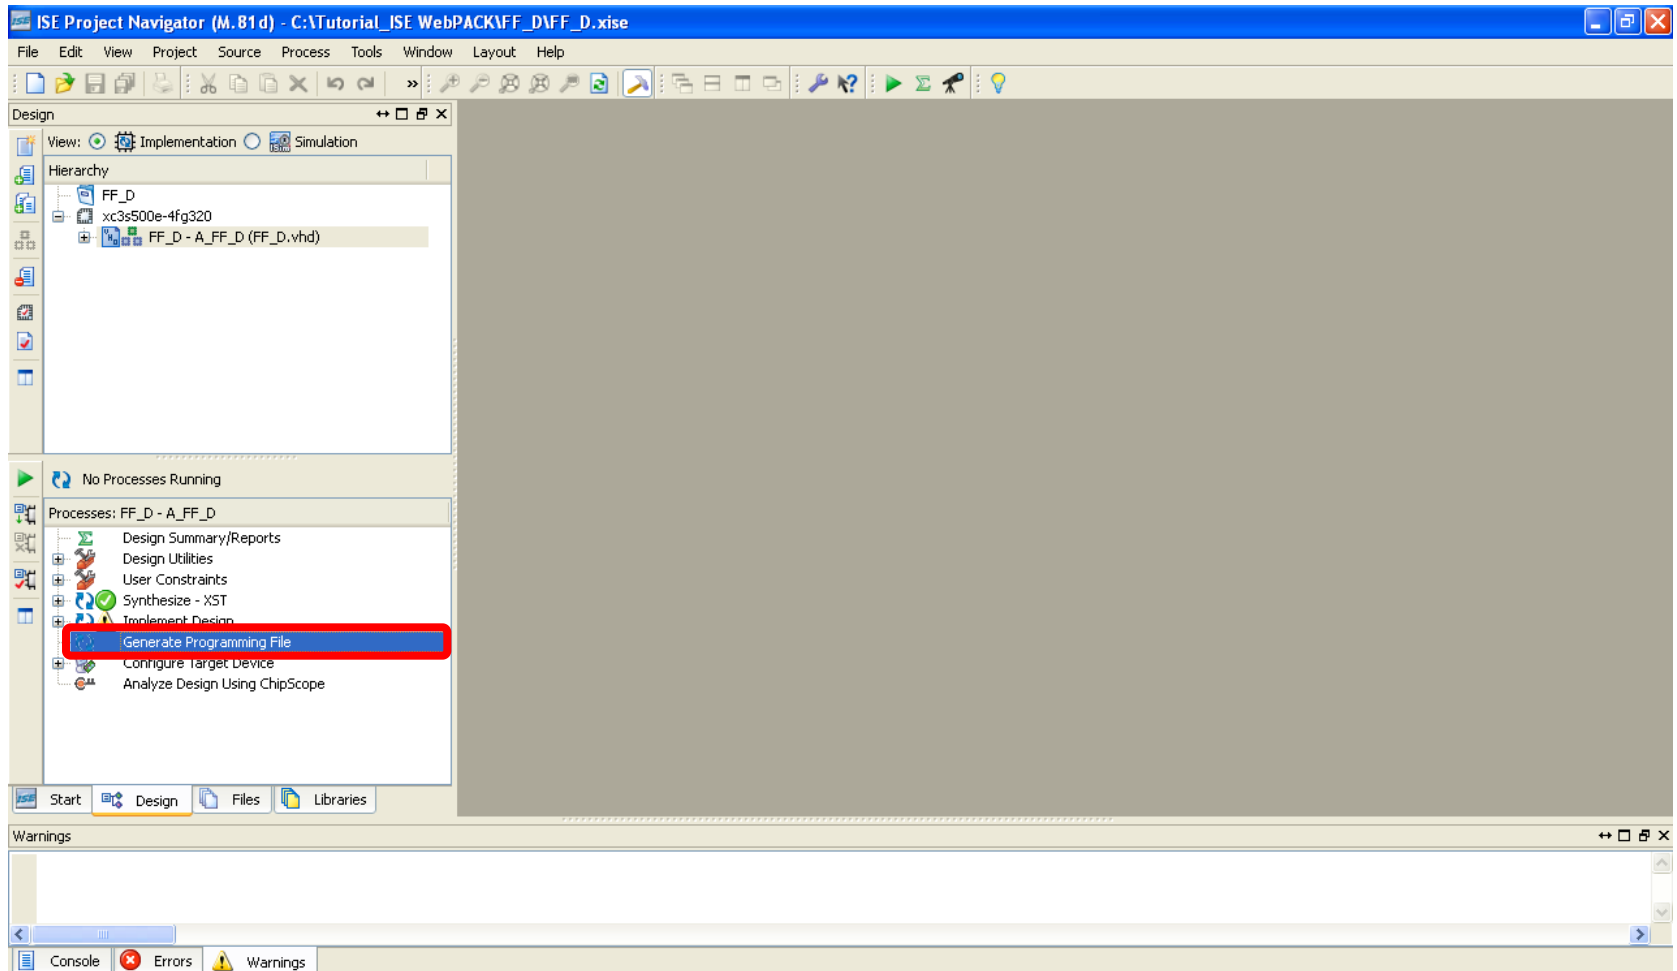 ISE Project Navigator (M.81d) - C:\Tutorial_ISE WebPACK\FF_D\FF_D.xise
File Edit View Project Source Process Tools Window Layout Help
Design
View: Implementation Simulation
Hierarchy
FF_D
xc3s500e-4fg320
FF_D - A_FF_D (FF_D.vhd)
No Processes Running
Processes: FF_D - A_FF_D
Design Summary/Reports
Design Utilities
User Constraints
Synthesize - XST
Implement Design
Generate Programming File
Configure Target Device
Analyze Design Using ChipScope
Start Design Files Libraries
Warnings
Console Errors Warnings